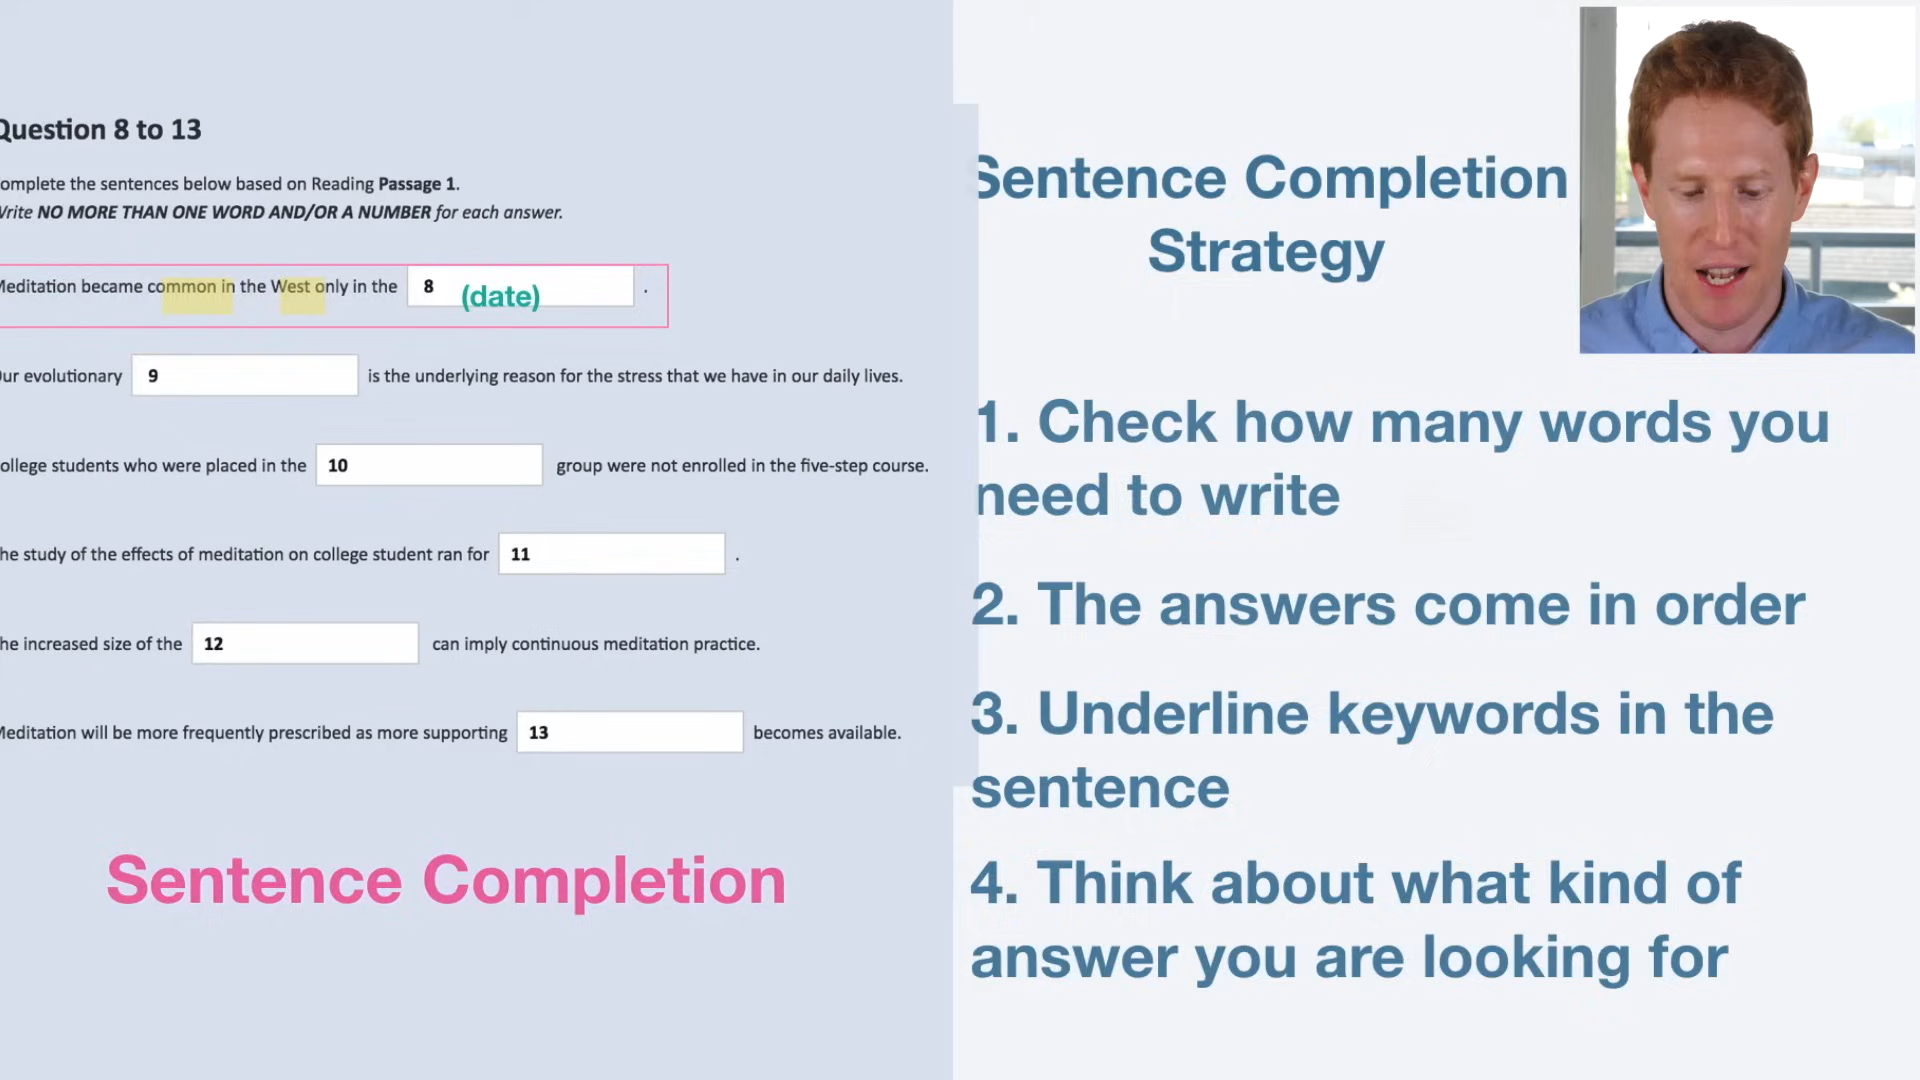 Question 8 to 13
omplete the sentences below based on Reading Passage 1.
Write NO MORE THAN ONE WORD AND/OR A NUMBER for each answer.
Meditation became common in the West only in the 8 (date) .
ur evolutionary 9 is the underlying reason for the stress that we have in our daily lives.
ollege students who were placed in the 10 group were not enrolled in the five-step course.
he study of the effects of meditation on college student ran for 11 .
he increased size of the 12 can imply continuous meditation practice.
Meditation will be more frequently prescribed as more supporting 13 becomes available.
Sentence Completion
Sentence Completion
Strategy
1. Check how many words you
need to write
2. The answers come in order
3. Underline keywords in the
sentence
4. Think about what kind of
answer you are looking for